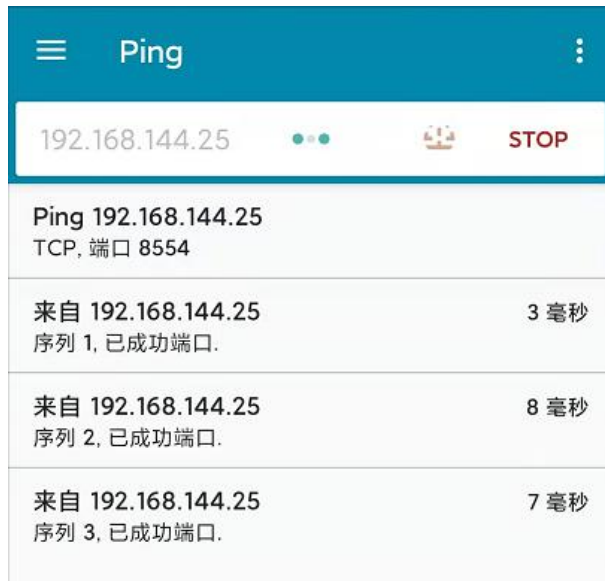 Ping
192.168.144.25
STOP
Ping 192.168.144.25
TCP, 端口 8554
来自 192.168.144.25 3 毫秒
序列 1, 已成功端口.
来自 192.168.144.25 8 毫秒
序列 2, 已成功端口.
来自 192.168.144.25 7 毫秒
序列 3, 已成功端口.